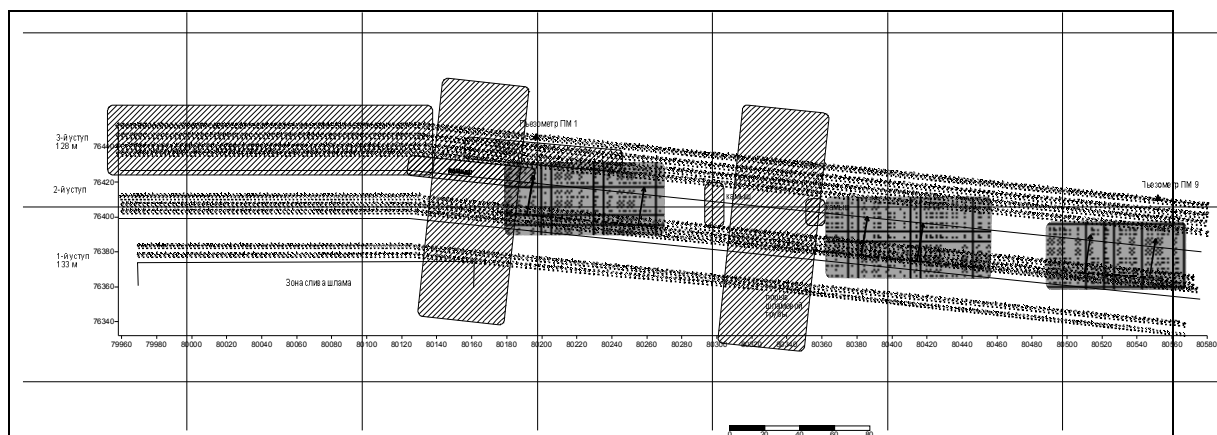 Пьезометр ПМ 1
3-й уступ
128 м
76440
76420
2-й уступ
76400
Пьезометр ПМ 9
76380
1-й уступ
133 м
76360
Зона слива шлама
трубы
76340
79960 79980 80000 80020 80040 80060 80080 80100 80120 80140 80160 80180 80200 80220 80240 80260 80280 80300 80320 80340 80360 80380 80400 80420 80440 80460 80480 80500 80520 80540 80560 80580
0 20 40 60 80